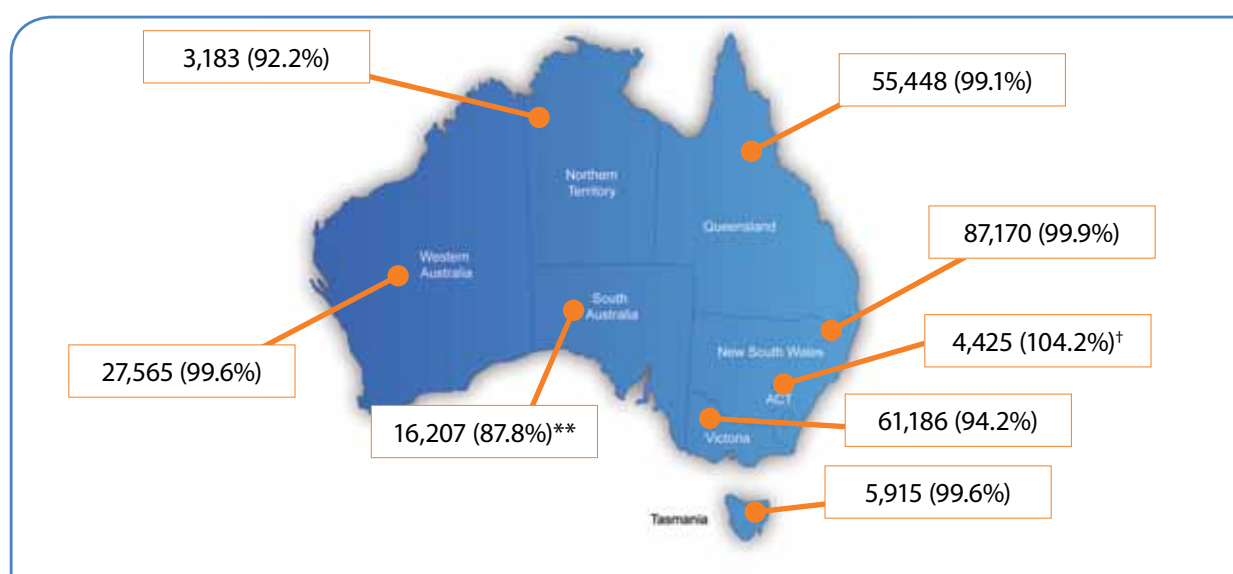 3,183 (92.2%)
55,448 (99.1%)
Northern
Territory
Queensland
87,170 (99.9%)
Western
Australia
South
Australia
New South Wales
4,425 (104.2%)†
27,565 (99.6%)
ACT
16,207 (87.8%)**
61,186 (94.2%)
Victoria
5,915 (99.6%)
Tasmania